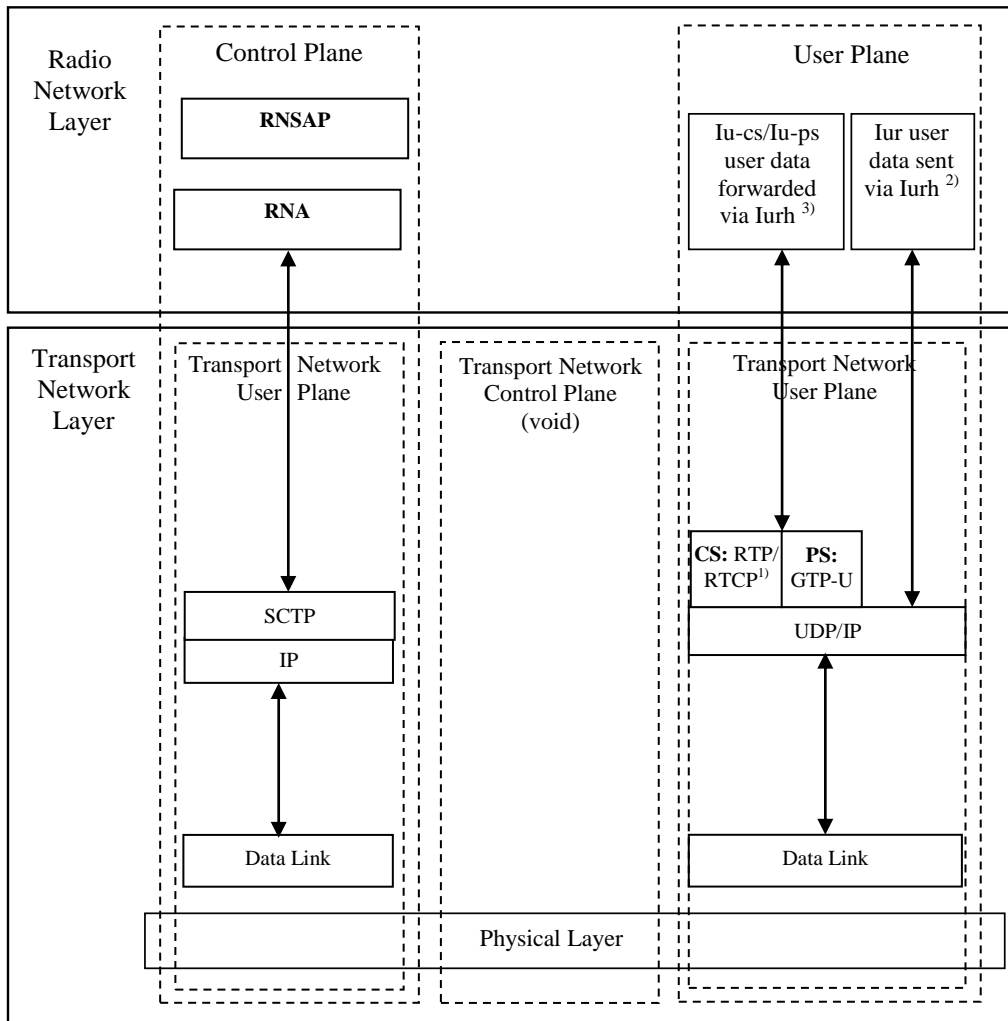 Radio
Network
Layer
Control Plane
RNSAP
RNA
User Plane
Iu-cs/Iu-ps
user data
forwarded
via Iurh 3)
Iur user
data sent
via Iurh 2)
Transport
Network
Layer
Transport Network
User Plane
Transport Network
Control Plane
(void)
Transport Network
User Plane
SCTP
IP
Data Link
CS: RTP/
RTCP1)
PS:
GTP-U
UDP/IP
Data Link
Physical Layer